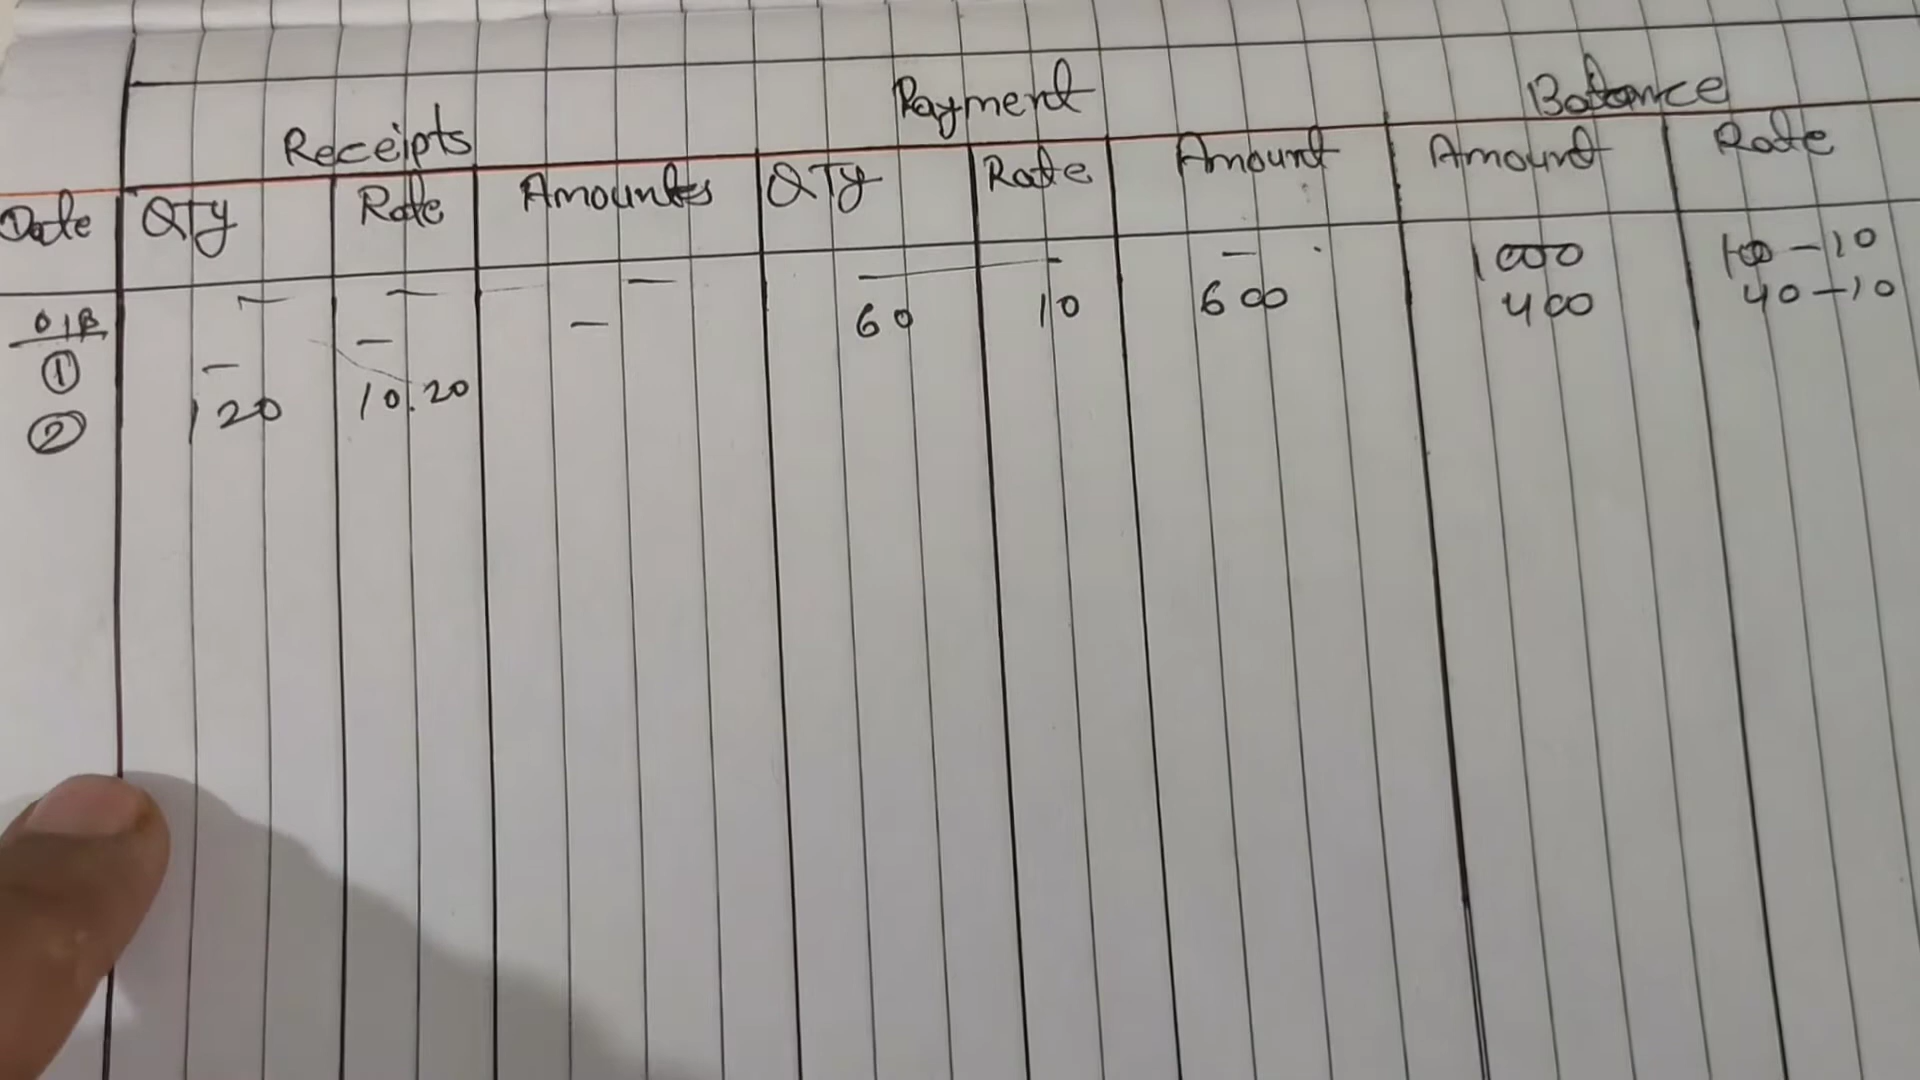 Receipts Payment Balance
Date QTY Rate Amounts QTY Rate Amount Amount Rate
O/B — — — — — — 1000 100-10
① — — — 60 10 600 400 40-10
② 120 10.20